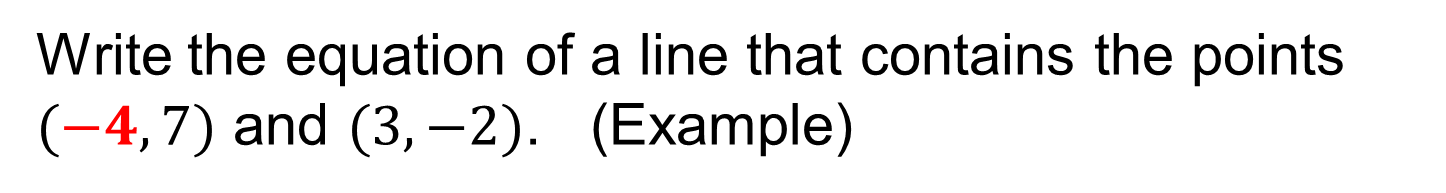 Write the equation of a line that contains the points
(−4, 7) and (3, −2). (Example)